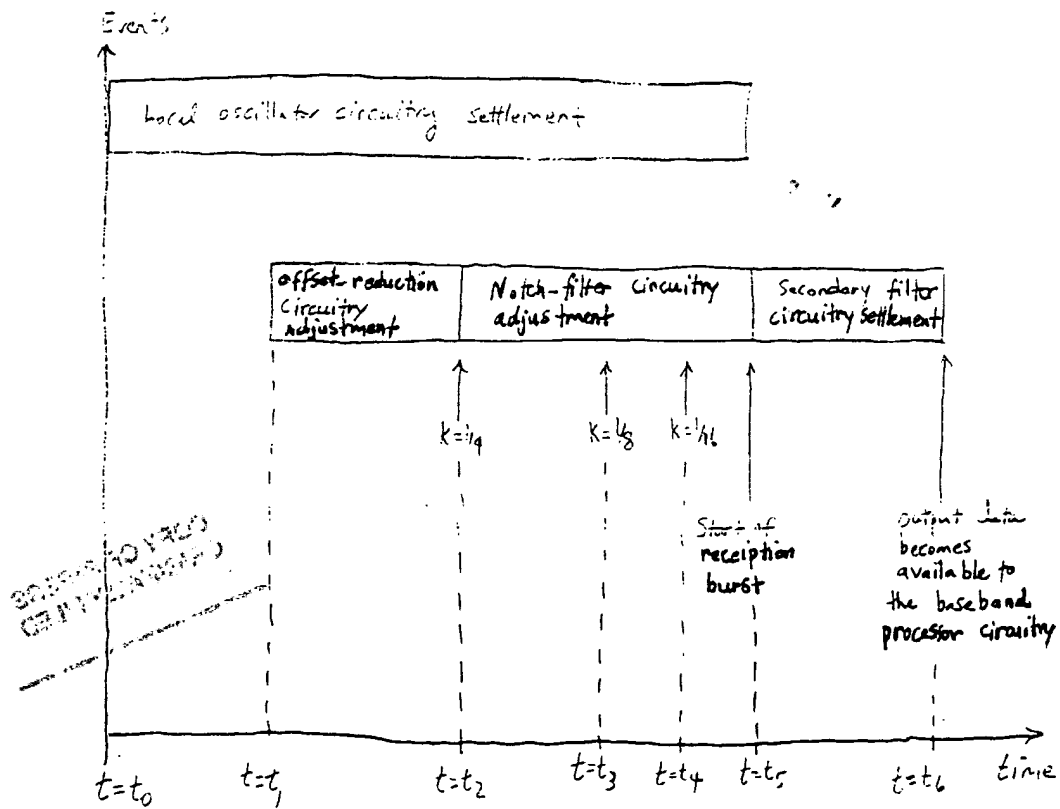 Events
Local oscillator circuitry settlement
offset-reduction
Circuitry
Adjustment
Notch-filter Circuitry
adjustment
Secondary filter
circuitry settlement
K=1/4
K=1/8
K=1/16
Start of
receiption
burst
output data
becomes
available to
the baseband
processor circuitry
t=t0
t=t1
t=t2
t=t3
t=t4
t=t5
t=t6
time